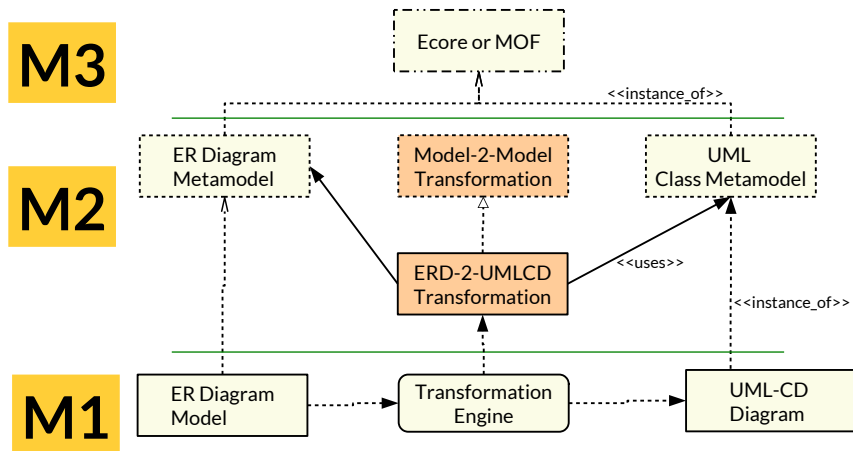 M3
Ecore or MOF
<<instance_of>>
M2
ER Diagram
Metamodel
Model-2-Model
Transformation
UML
Class Metamodel
ERD-2-UMLCD
Transformation
<<uses>>
<<instance_of>>
M1
ER Diagram
Model
Transformation
Engine
UML-CD
Diagram